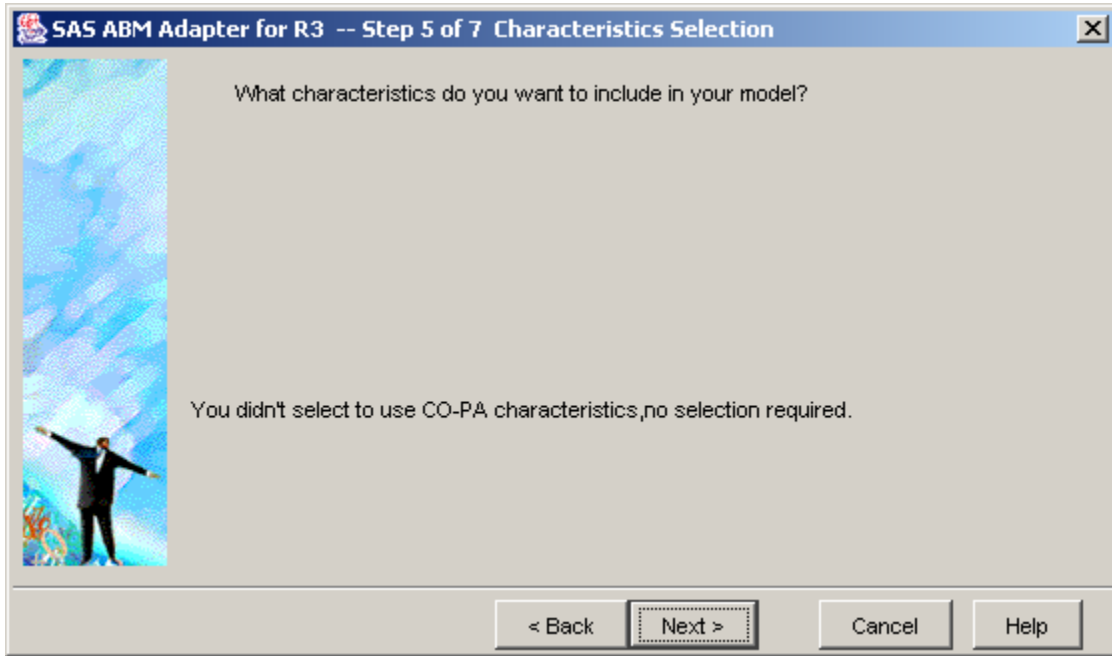 SAS ABM Adapter for R3 -- Step 5 of 7 Characteristics Selection
What characteristics do you want to include in your model?
You didn't select to use CO-PA characteristics,no selection required.
< Back Next > Cancel Help